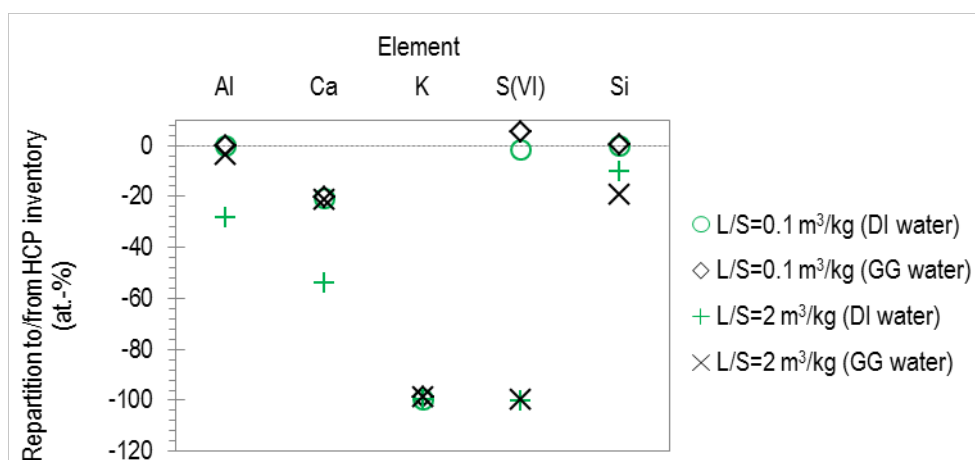 Element
Al Ca K S(VI) Si
Repartition to/from HCP inventory
(at.-%)
0
-20
-40
-60
-80
-100
-120
L/S=0.1 m³/kg (DI water)
L/S=0.1 m³/kg (GG water)
L/S=2 m³/kg (DI water)
L/S=2 m³/kg (GG water)